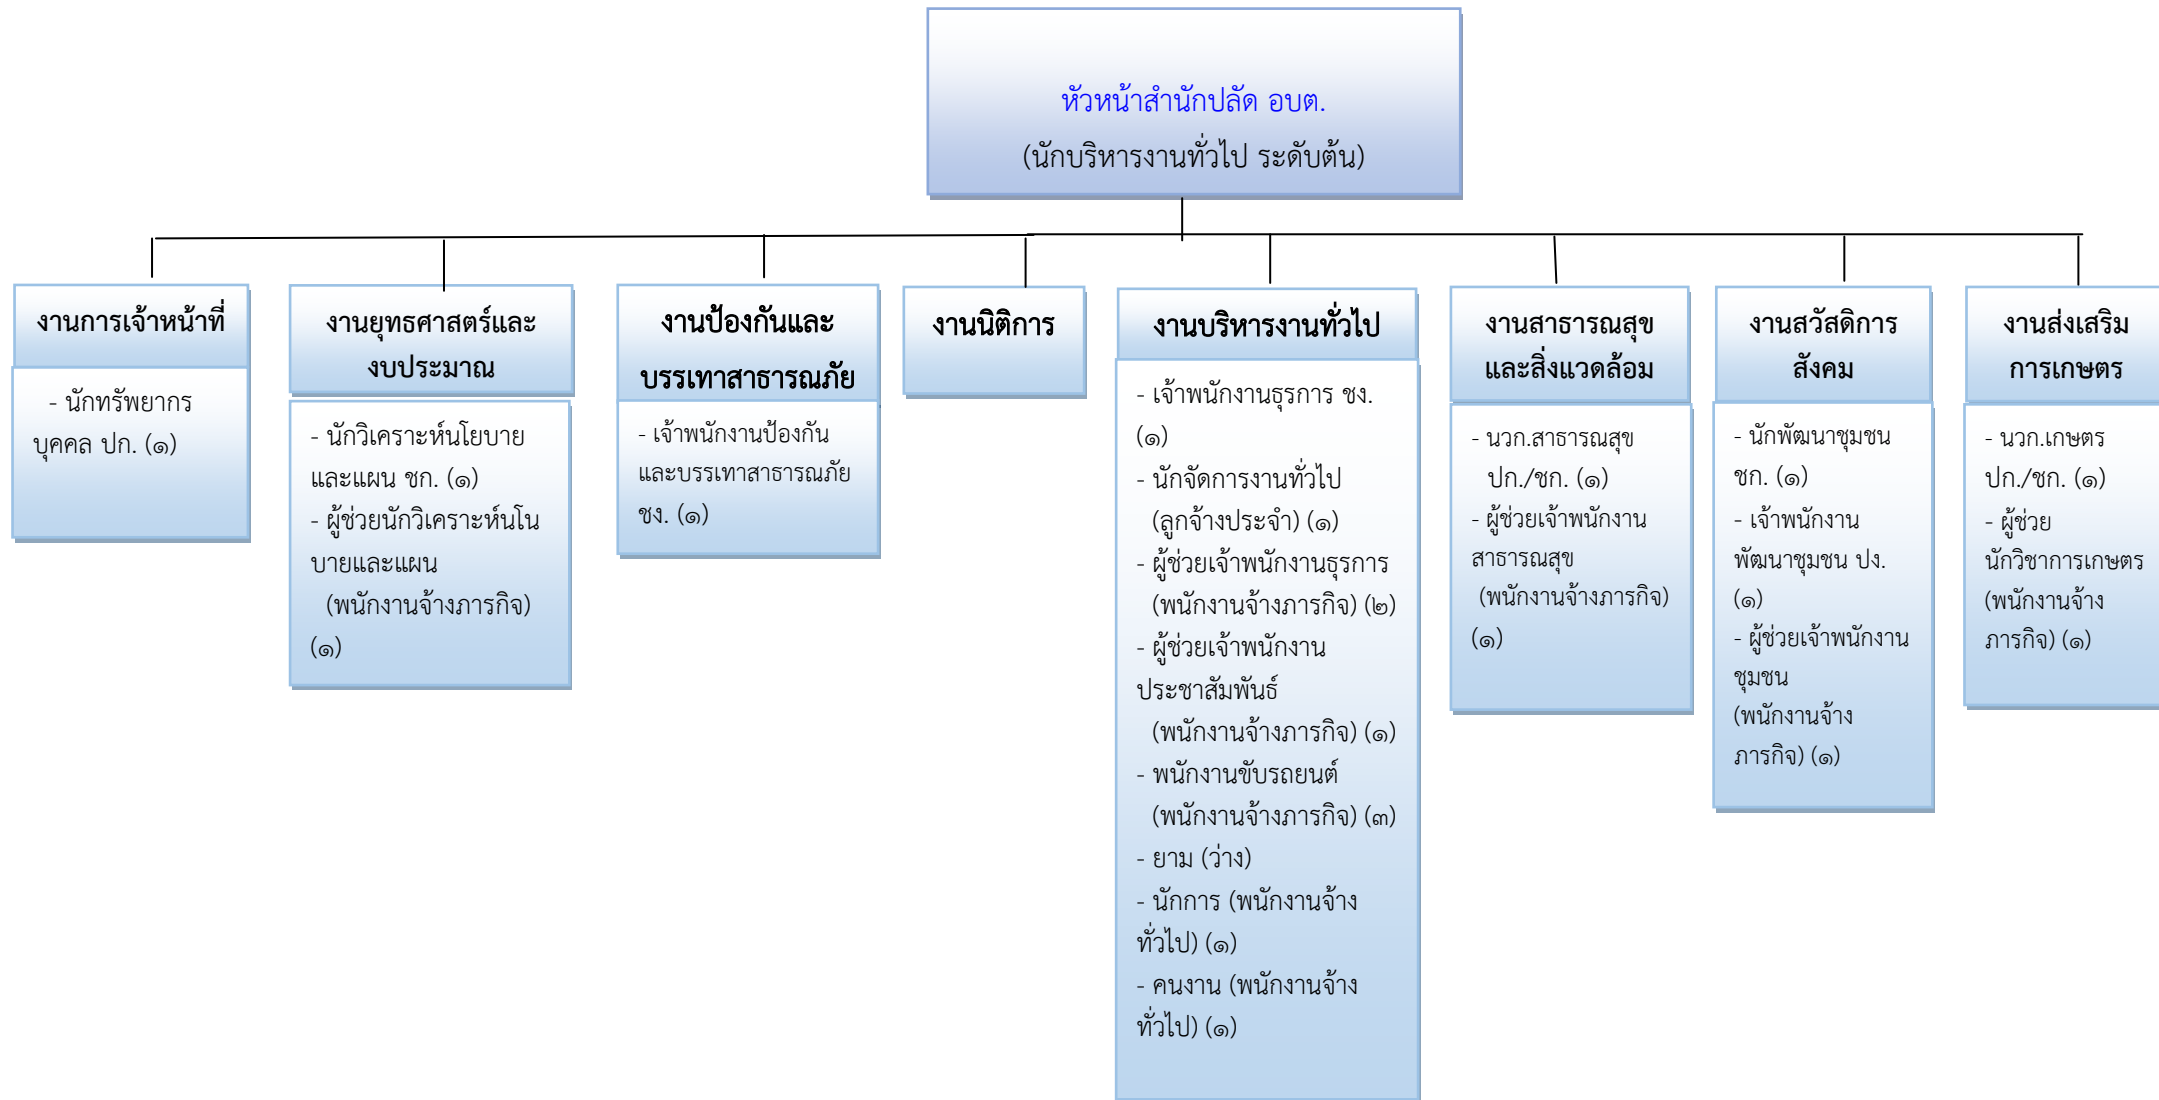 หัวหน้าสำนักปลัด อบต.
(นักบริหารงานทั่วไป ระดับต้น)
งานการเจ้าหน้าที่
- นักทรัพยากร
บุคคล ปก. (๑)
งานยุทธศาสตร์และ
งบประมาณ
- นักวิเคราะห์นโยบาย
และแผน ชก. (๑)
- ผู้ช่วยนักวิเคราะห์นโน
บายและแผน
(พนักงานจ้างภารกิจ)
(๑)
งานป้องกันและ
บรรเทาสาธารณภัย
- เจ้าพนักงานป้องกัน
และบรรเทาสาธารณภัย
ชง. (๑)
งานนิติการ
งานบริหารงานทั่วไป
- เจ้าพนักงานธุรการ ชง.
(๑)
- นักจัดการงานทั่วไป
(ลูกจ้างประจำ) (๑)
- ผู้ช่วยเจ้าพนักงานธุรการ
(พนักงานจ้างภารกิจ) (๒)
- ผู้ช่วยเจ้าพนักงาน
ประชาสัมพันธ์
(พนักงานจ้างภารกิจ) (๑)
- พนักงานขับรถยนต์
(พนักงานจ้างภารกิจ) (๓)
- ยาม (ว่าง)
- นักการ (พนักงานจ้าง
ทั่วไป) (๑)
- คนงาน (พนักงานจ้าง
ทั่วไป) (๑)
งานสาธารณสุข
และสิ่งแวดล้อม
- นวก.สาธารณสุข
ปก./ชก. (๑)
- ผู้ช่วยเจ้าพนักงาน
สาธารณสุข
(พนักงานจ้างภารกิจ)
(๑)
งานสวัสดิการ
สังคม
- นักพัฒนาชุมชน
ชก. (๑)
- เจ้าพนักงาน
พัฒนาชุมชน ปง.
(๑)
- ผู้ช่วยเจ้าพนักงาน
ชุมชน
(พนักงานจ้าง
ภารกิจ) (๑)
งานส่งเสริม
การเกษตร
- นวก.เกษตร
ปก./ชก. (๑)
- ผู้ช่วย
นักวิชาการเกษตร
(พนักงานจ้าง
ภารกิจ) (๑)